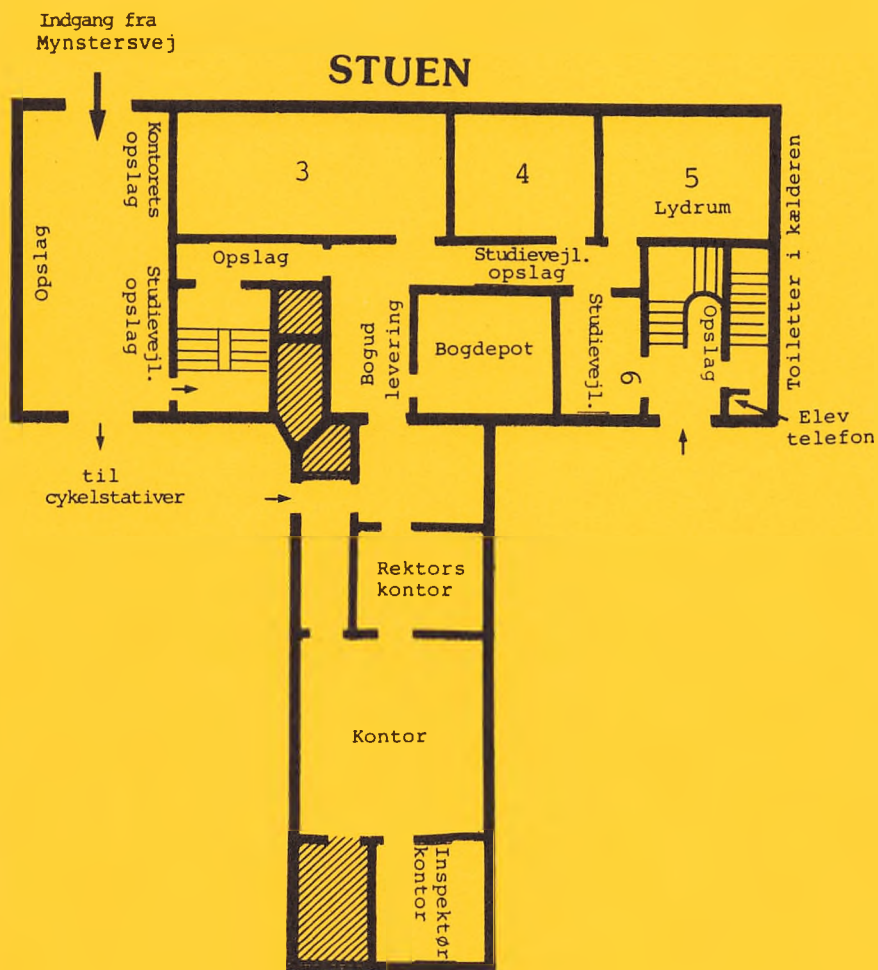 Indgang fra
Mynstersvej
STUEN
Opslag
Kontorets
opslag
Studievejl.
opslag
3
4
5
Lydrum
Toiletter i kælderen
Opslag
Studievejl.
opslag
Bogud
levering
Bogdepot
Studievejl.
6
Opslag
Elev
telefon
til
cykelstativer
Rektors
kontor
Kontor
Inspektør
kontor